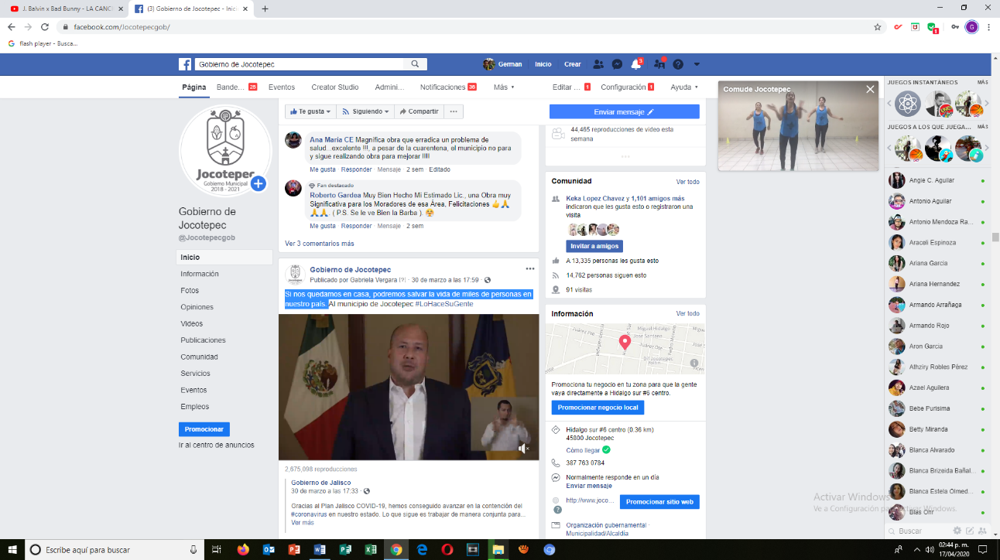 J. Balvin x Bad Bunny - LA CANCI
(3) Gobierno de Jocotepec - Inici
facebook.com/Jocotepecgob/
flash player - Busca...
Gobierno de Jocotepec
German
Inicio
Crear
3
Página
Bande... 25
Eventos
Creator Studio
Admini...
Notificaciones 36
Más
Editar ... 1
Configuración 1
Ayuda
Jocotepec
Gobierno Municipal
2018 - 2021
Gobierno de
Jocotepec
@Jocotepecgob
Inicio
Información
Fotos
Opiniones
Videos
Publicaciones
Comunidad
Servicios
Eventos
Empleos
Promocionar
Ir al centro de anuncios
Te gusta
Siguiendo
Compartir
Ana María CE Magnifica obra que erradica un problema de
salud...excelente !!!, a pesar de la cuarentena, el municipio no para
y sigue realizando obra para mejorar !!!!
Me gusta · Responder · Mensaje · 2 sem · Editado
Fan destacado
Roberto Gardea Muy Bien Hecho Mi Estimado Lic., una Obra muy
Significativa para los Moradores de esa Área, Felicitaciones 👍🙏
🙏🙏. ( P.S. Se le ve Bien la Barba ). 😤
Me gusta · Responder · Mensaje · 2 sem
Ver 3 comentarios más
Gobierno de Jocotepec
Publicado por Gabriela Vergara [?] · 30 de marzo a las 17:59 ·
Si nos quedamos en casa, podremos salvar la vida de miles de personas en
nuestro país. Al municipio de Jocotepec #LoHaceSuGente
2,675,098 reproducciones
Gobierno de Jalisco
30 de marzo a las 17:33 ·
Gracias al Plan Jalisco COVID-19, hemos conseguido avanzar en la contención del
#coronavirus en nuestro estado. Lo que sigue es trabajar de manera conjunta para...
Ver más
Enviar mensaje
44,465 reproducciones de video esta
semana
Comunidad
Ver todo
Keka Lopez Chavez y 1,101 amigos más
indicaron que les gusta esto o registraron una
visita
Invitar a amigos
A 13,335 personas les gusta esto
14,762 personas siguen esto
91 visitas
Información
Ver todo
Promociona tu negocio en tu zona para que la gente
vaya directamente a Hidalgo sur #6 centro.
Promocionar negocio local
Hidalgo sur #6 centro (0.36 km)
45800 Jocotepec
Cómo llegar
387 763 0784
Normalmente responde en un día
Enviar mensaje
http://www.joco...
Promocionar sitio web
Organización gubernamental ·
Municipalidad/Alcaldía
Comude Jocotepec
JUEGOS INSTANTÁNEOS
MÁS
JUEGOS A LOS QUE JUEGA...
MÁS
Angie C. Aguilar
Antonio Aguilar
Antonio Mendoza Ra...
Araceli Espinoza
Ariana Garcia
Ariana Hernandez
Armando Arrañaga
Armando Rojo
Aron Garcia
Athziry Robles Pérez
Azael Aguilera
Bebe Purisima
Betty Miranda
Blanca Alvarado
Blanca Brizeida Bañal...
Blanca Estela Olmed...
Blas Ohr
Buscar
Activar Windows
Ve a Configuración para activar Windows.
Escribe aquí para buscar
02:44 p. m.
17/04/2020